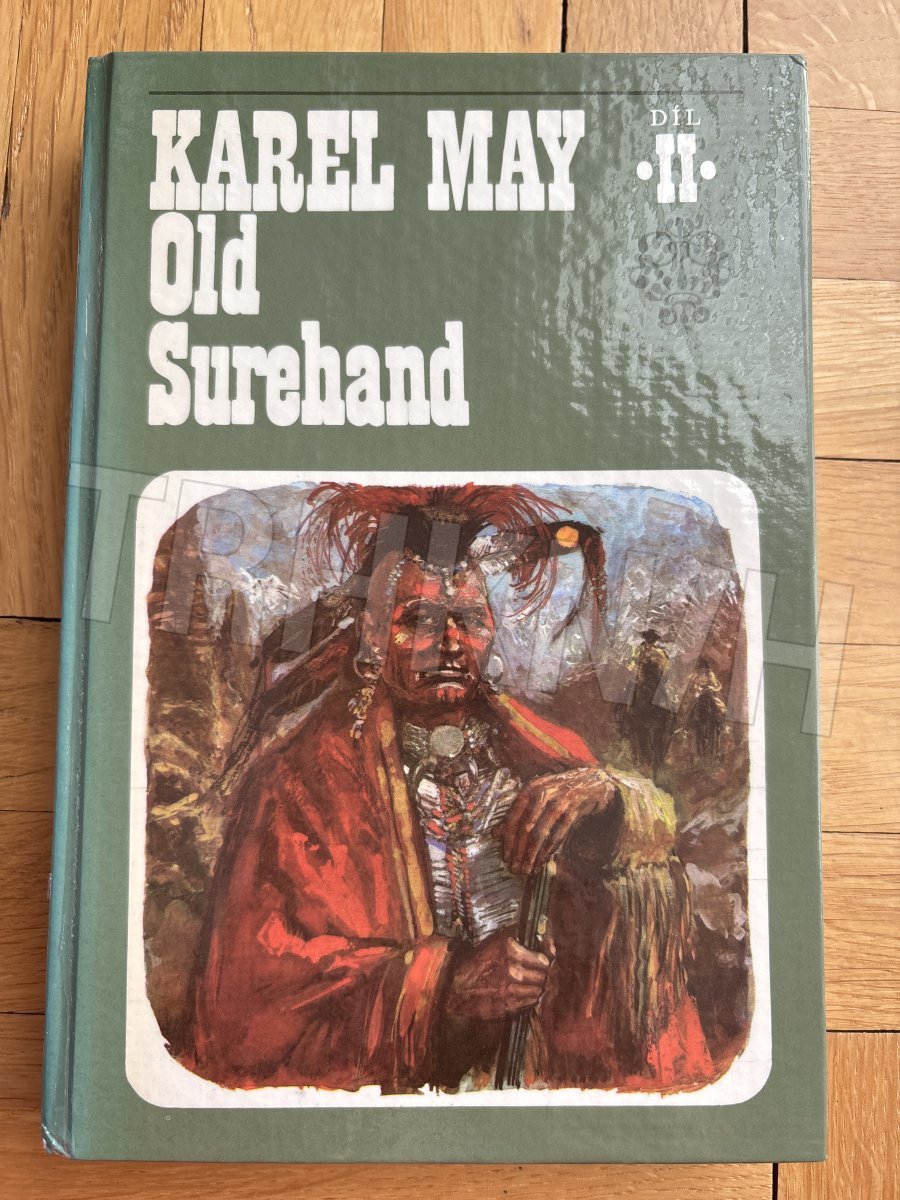 KAREL MAY
DÍL
·II·
Old
Surehand